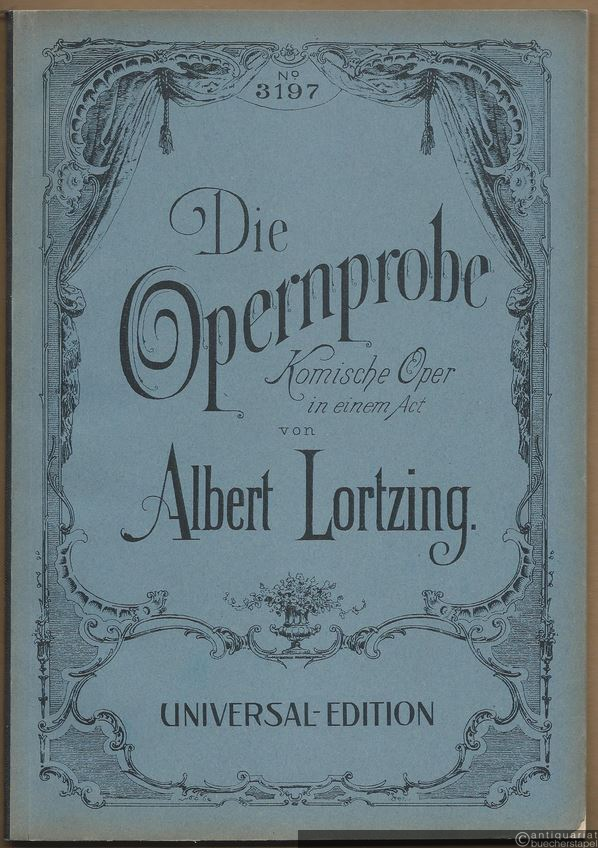 No
3197
Die
Opernprobe
Komische Oper
in einem Act
von
Albert Lortzing.
UNIVERSAL-EDITION
© antiquariat
buecherstapel